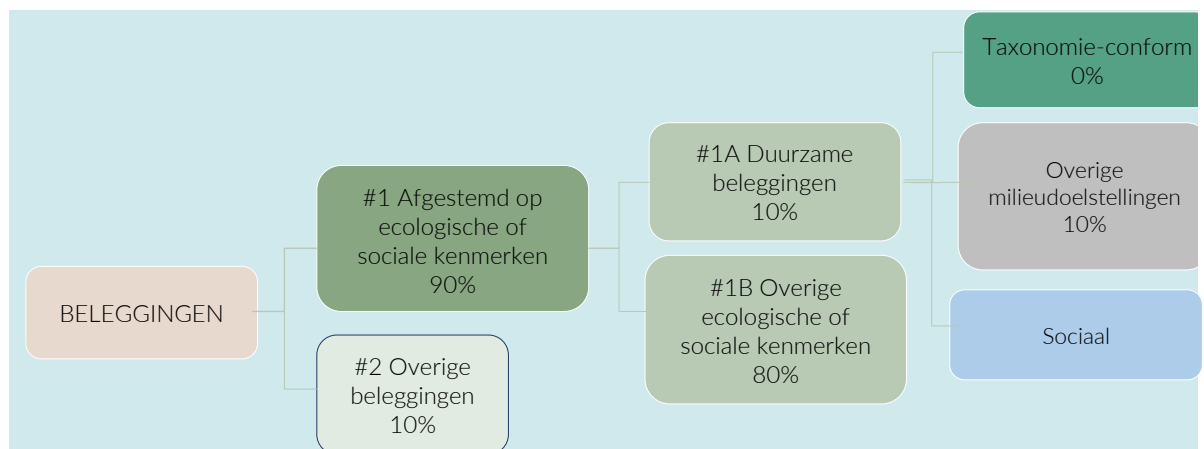 BELEGGINGEN
#1 Afgestemd op
ecologische of
sociale kenmerken
90%
#2 Overige
beleggingen
10%
#1A Duurzame
beleggingen
10%
#1B Overige
ecologische of
sociale kenmerken
80%
Taxonomie-conform
0%
Overige
milieudoelstellingen
10%
Sociaal